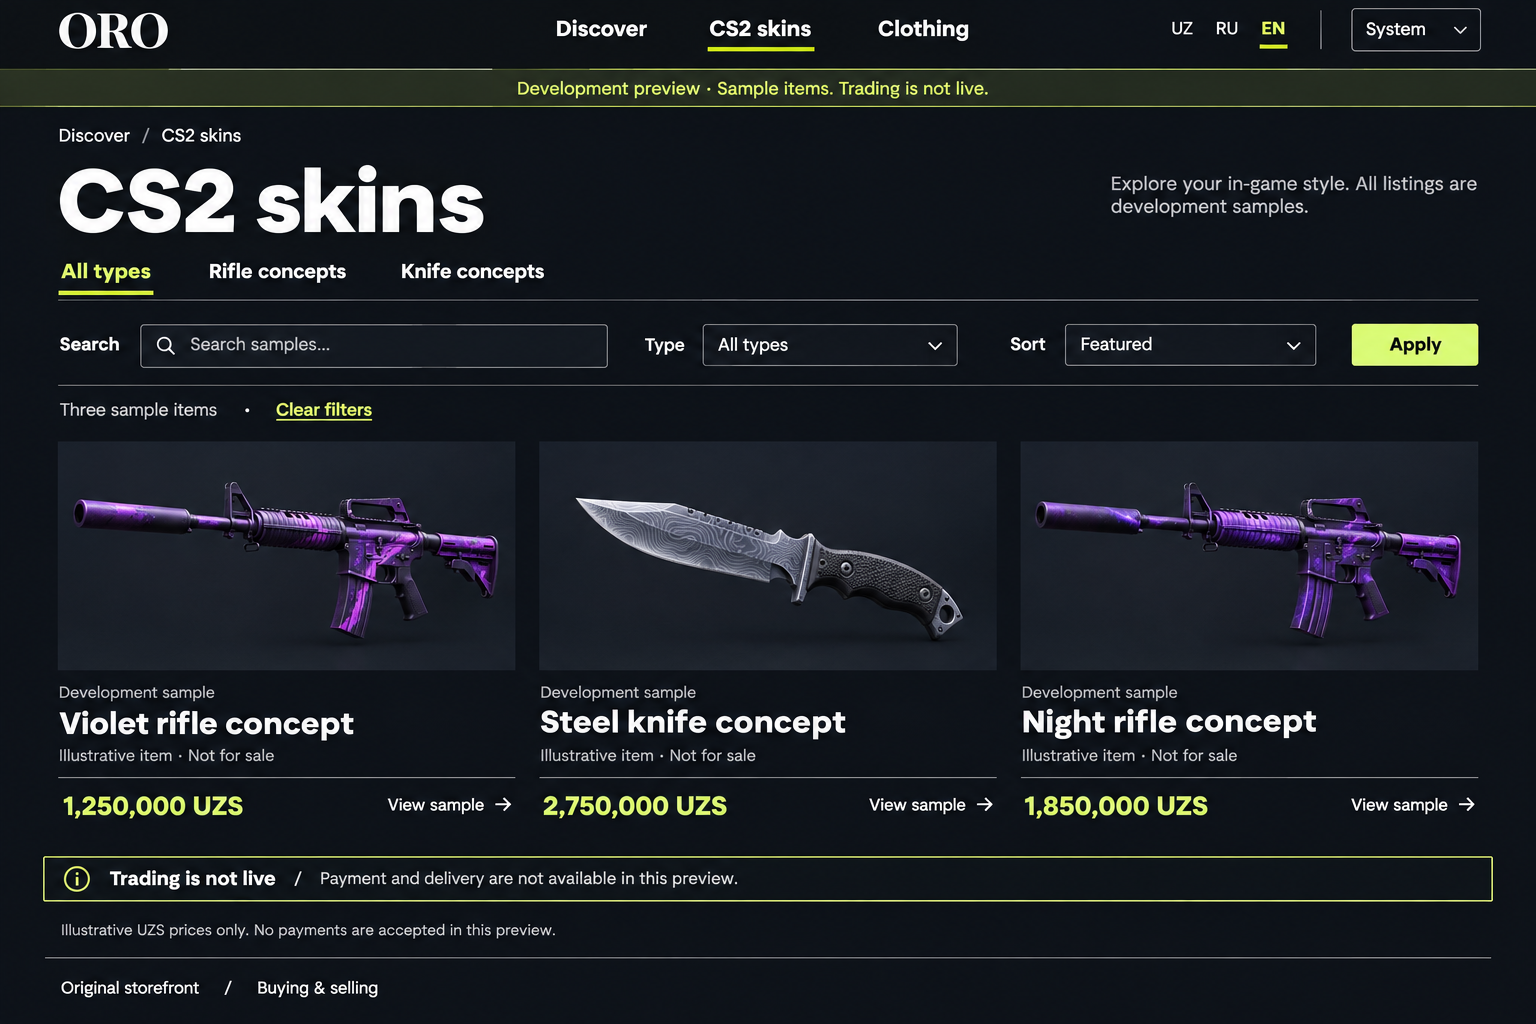 ORO
Discover
CS2 skins
Clothing
UZ RU EN
System
Development preview · Sample items. Trading is not live.
Discover / CS2 skins
CS2 skins
Explore your in-game style. All listings are
development samples.
All types
Rifle concepts
Knife concepts
Search
Search samples...
Type
All types
Sort
Featured
Apply
Three sample items • Clear filters
Development sample
Violet rifle concept
Illustrative item · Not for sale
1,250,000 UZS
View sample →
Development sample
Steel knife concept
Illustrative item · Not for sale
2,750,000 UZS
View sample →
Development sample
Night rifle concept
Illustrative item · Not for sale
1,850,000 UZS
View sample →
Trading is not live / Payment and delivery are not available in this preview.
Illustrative UZS prices only. No payments are accepted in this preview.
Original storefront / Buying & selling